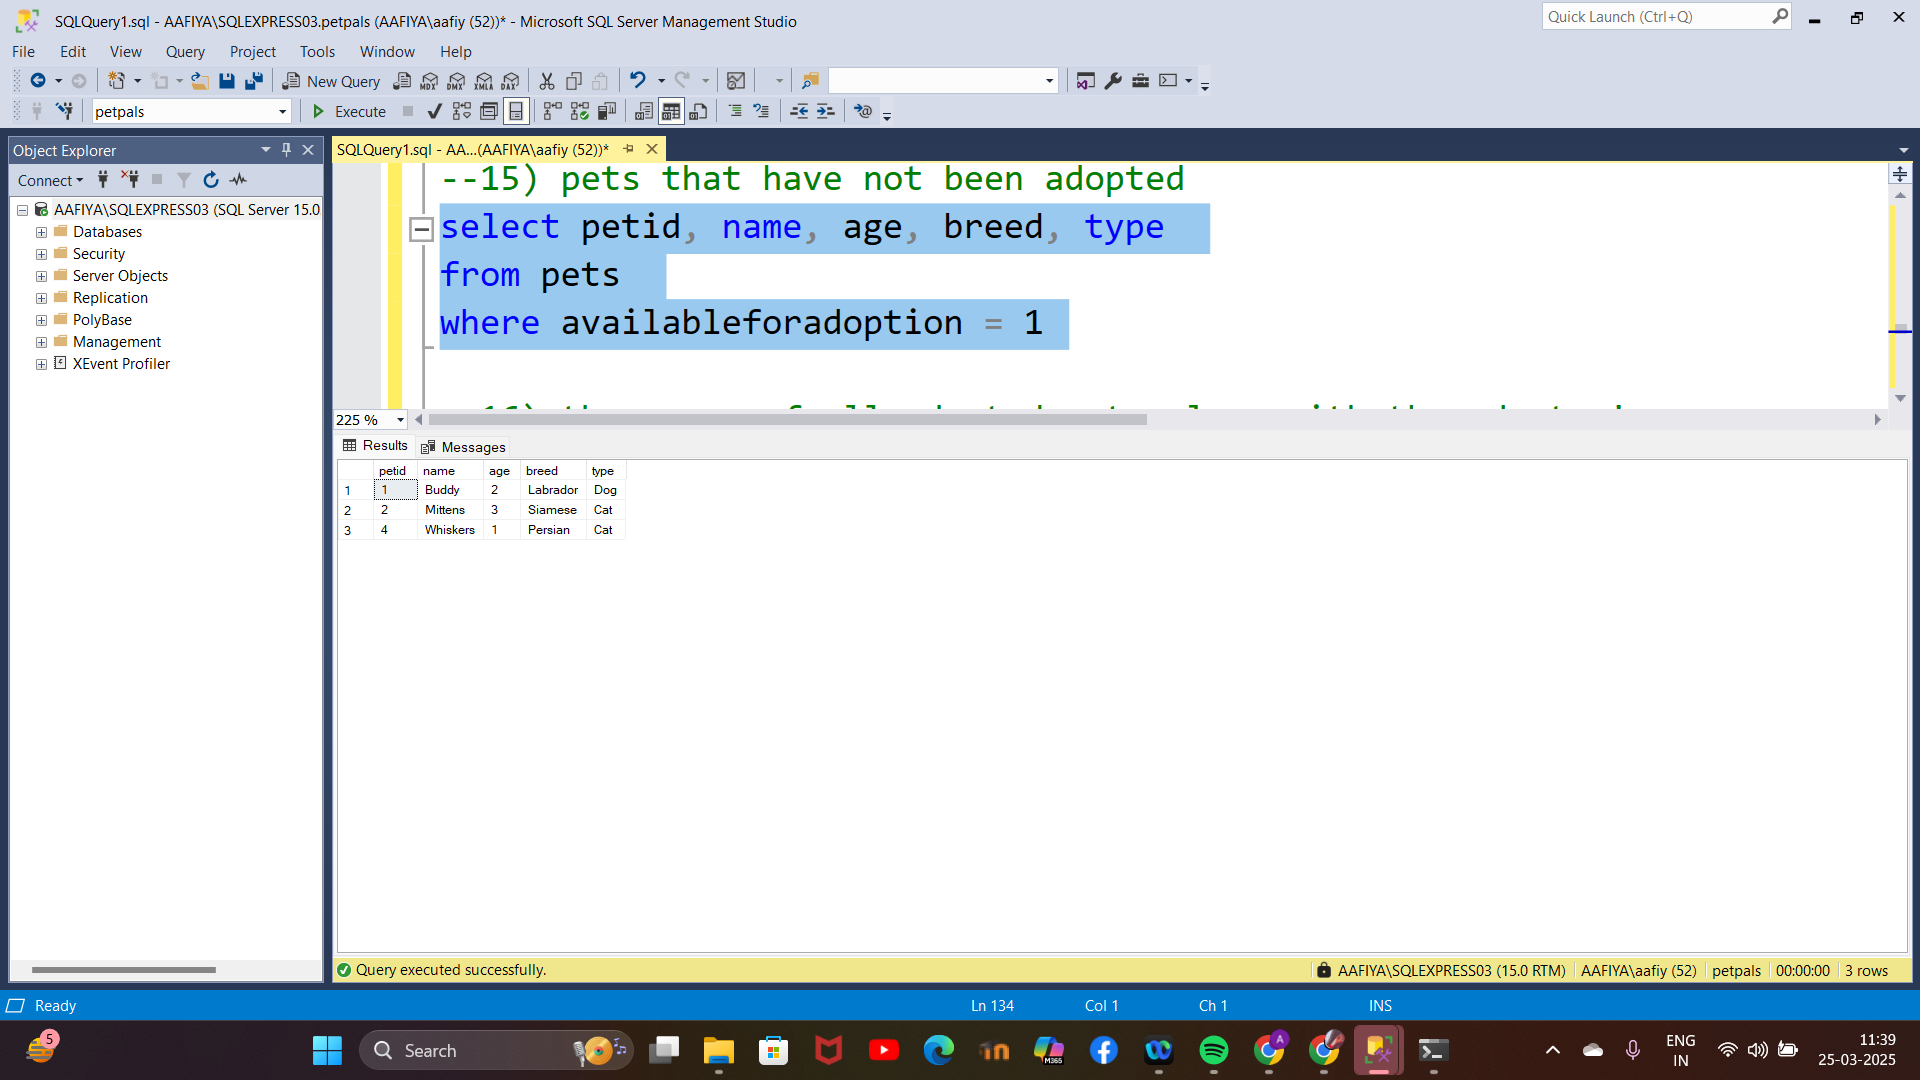 SQLQuery1.sql - AAFIYA\SQLEXPRESS03.petpals (AAFIYA\aafiy (52))* - Microsoft SQL Server Management Studio
Quick Launch (Ctrl+Q)
File Edit View Query Project Tools Window Help
New Query
MDX DMX XMLA DAX
petpals
Execute
Object Explorer
Connect
AAFIYA\SQLEXPRESS03 (SQL Server 15.0
Databases
Security
Server Objects
Replication
PolyBase
Management
XEvent Profiler
SQLQuery1.sql - AA...(AAFIYA\aafiy (52))*
--15) pets that have not been adopted
select petid, name, age, breed, type
from pets
where availableforadoption = 1
225 %
Results Messages
petid name age breed type
1 1 Buddy 2 Labrador Dog
2 2 Mittens 3 Siamese Cat
3 4 Whiskers 1 Persian Cat
Query executed successfully.
AAFIYA\SQLEXPRESS03 (15.0 RTM) AAFIYA\aafiy (52) petpals 00:00:00 3 rows
Ready
Ln 134 Col 1 Ch 1 INS
5
Search
M365
A
ENG
IN
11:39
25-03-2025